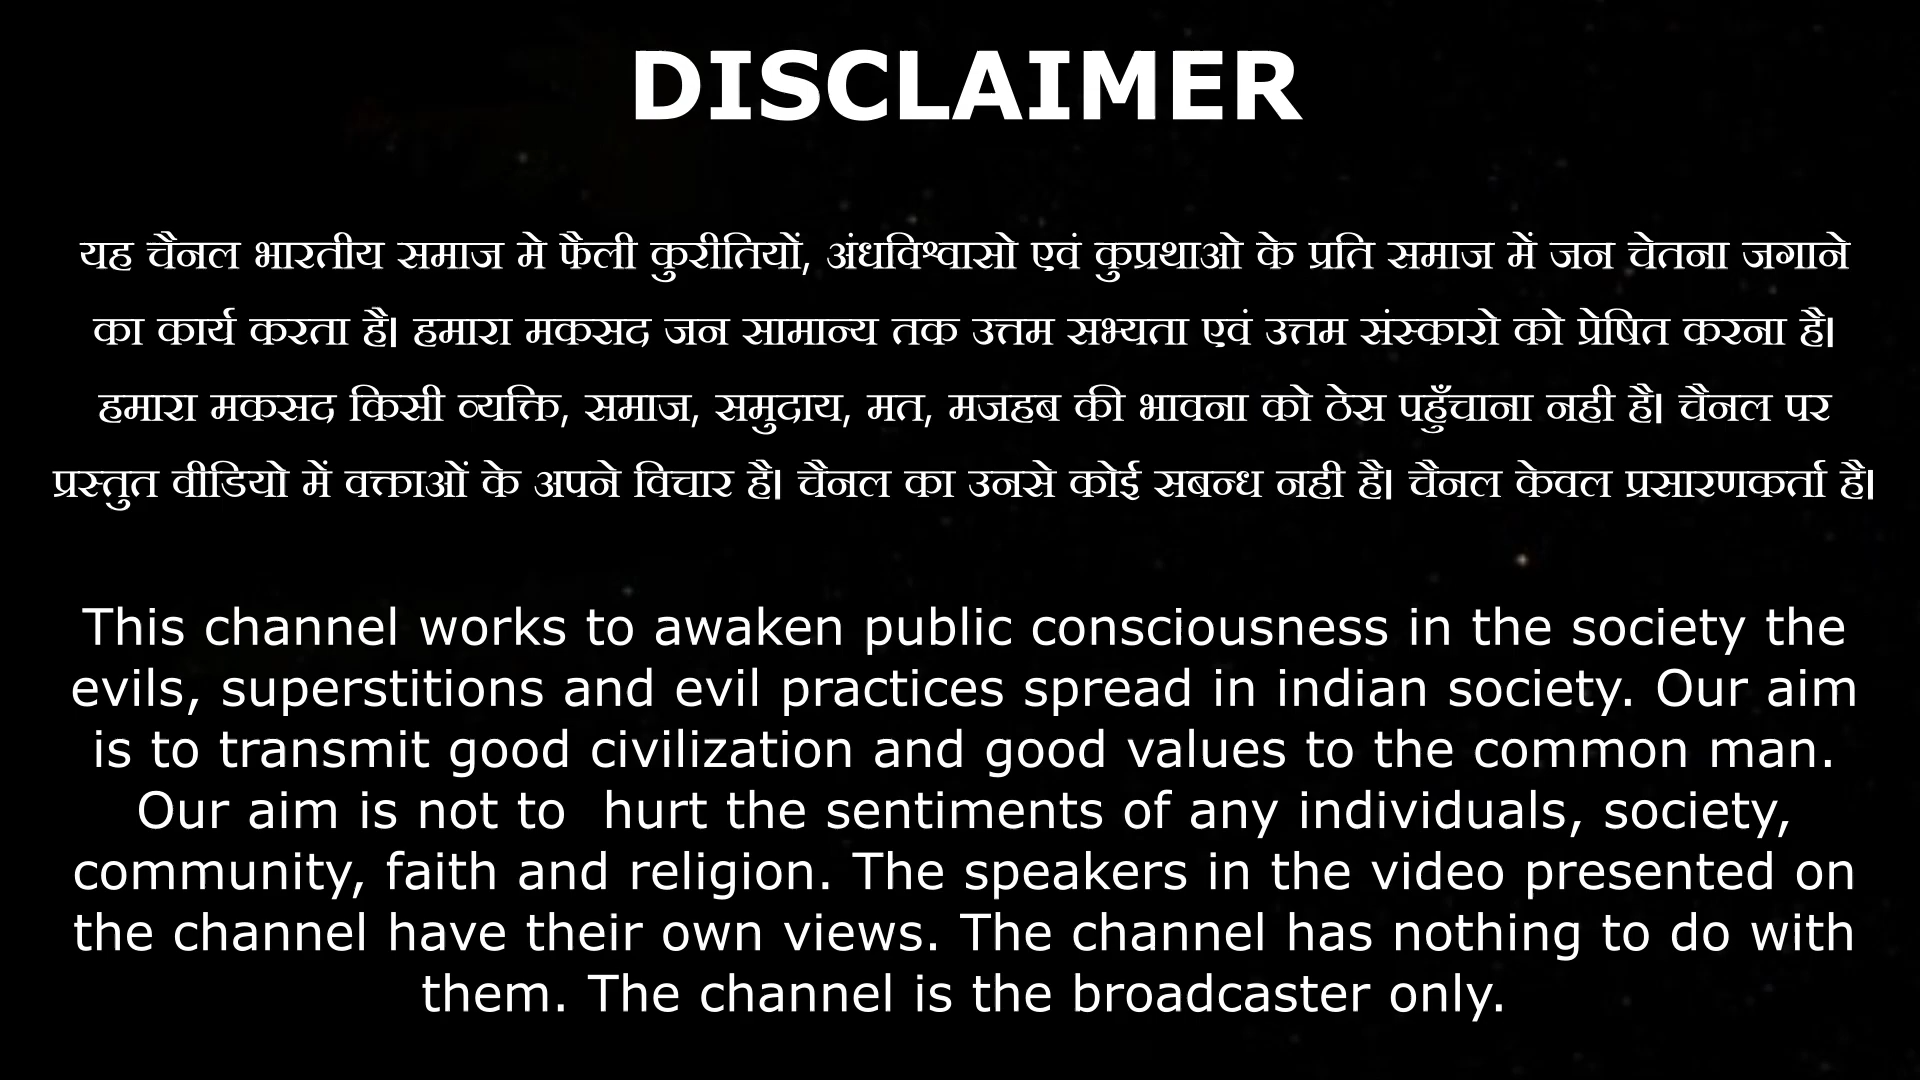 DISCLAIMER
यह चैनल भारतीय समाज मे फैली कुरीतियों, अंधविश्वासो एवं कुप्रथाओ के प्रति समाज में जन चेतना जगाने
का कार्य करता है। हमारा मकसद जन सामान्य तक उत्तम सभ्यता एवं उत्तम संस्कारो को प्रेषित करना है।
हमारा मकसद किसी व्यक्ति, समाज, समुदाय, मत, मजहब की भावना को ठेस पहुँचाना नही है। चैनल पर
प्रस्तुत वीडियो में वक्ताओं के अपने विचार है। चैनल का उनसे कोई सबन्ध नही है। चैनल केवल प्रसारणकर्ता है।
This channel works to awaken public consciousness in the society the
evils, superstitions and evil practices spread in indian society. Our aim
is to transmit good civilization and good values to the common man.
Our aim is not to  hurt the sentiments of any individuals, society,
community, faith and religion. The speakers in the video presented on
the channel have their own views. The channel has nothing to do with
them. The channel is the broadcaster only.